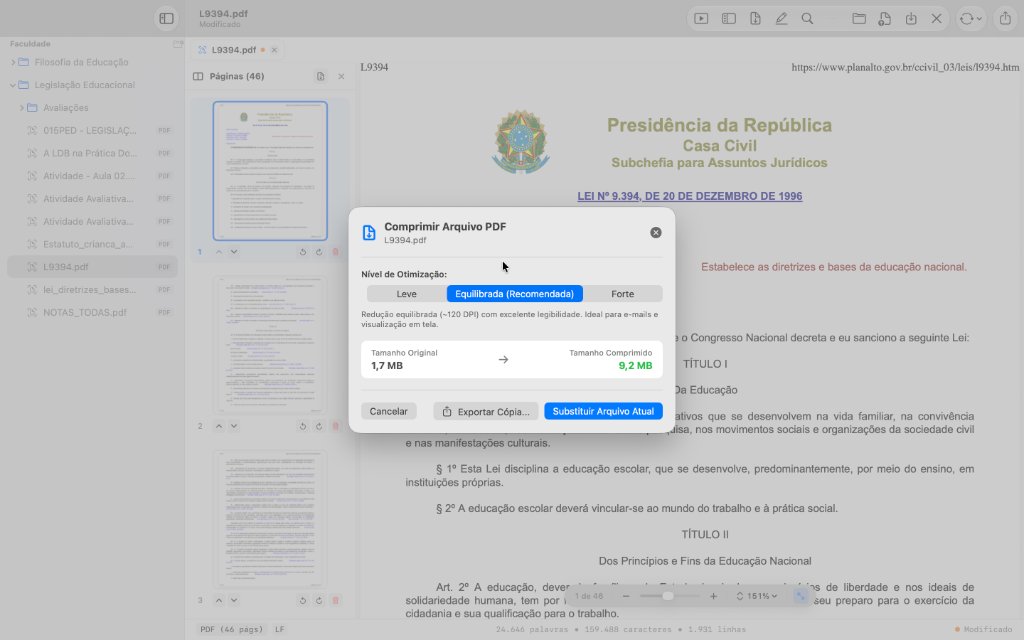 L9394.pdf
Modificado
Faculdade
Filosofia da Educação
Legislação Educacional
Avaliações
015PED - LEGISLAÇ... PDF
A LDB na Prática Do... PDF
Atividade - Aula 02.... PDF
Atividade Avaliativa... PDF
Atividade Avaliativa... PDF
Estatuto_crianca_a... PDF
L9394.pdf PDF
lei_diretrizes_bases... PDF
NOTAS_TODAS.pdf PDF
L9394.pdf
Páginas (46)
1
2
3
L9394 https://www.planalto.gov.br/ccivil_03/leis/l9394.htm
Presidência da República
Casa Civil
Subchefia para Assuntos Jurídicos
LEI Nº 9.394, DE 20 DE DEZEMBRO DE 1996
Estabelece as diretrizes e bases da educação nacional.
Comprimir Arquivo PDF
L9394.pdf
Nível de Otimização:
Leve Equilibrada (Recomendada) Forte
Redução equilibrada (~120 DPI) com excelente legibilidade. Ideal para e-mails e
visualização em tela.
Tamanho Original → Tamanho Comprimido
1,7 MB 9,2 MB
Cancelar Exportar Cópia... Substituir Arquivo Atual
e o Congresso Nacional decreta e eu sanciono a seguinte Lei:
TÍTULO I
Da Educação
ativos que se desenvolvem na vida familiar, na convivência
quisa, nos movimentos sociais e organizações da sociedade civil
e nas manifestações culturais.
§ 1º Esta Lei disciplina a educação escolar, que se desenvolve, predominantemente, por meio do ensino, em
instituições próprias.
§ 2º A educação escolar deverá vincular-se ao mundo do trabalho e à prática social.
TÍTULO II
Dos Princípios e Fins da Educação Nacional
Art. 2º A educação, de liberdade e nos ideais de
solidariedade humana, tem por seu preparo para o exercício da
cidadania e sua qualificação para o trabalho.
1 de 46 − + 151%
PDF (46 págs) LF 24.646 palavras • 159.488 caracteres • 1.931 linhas Modificado